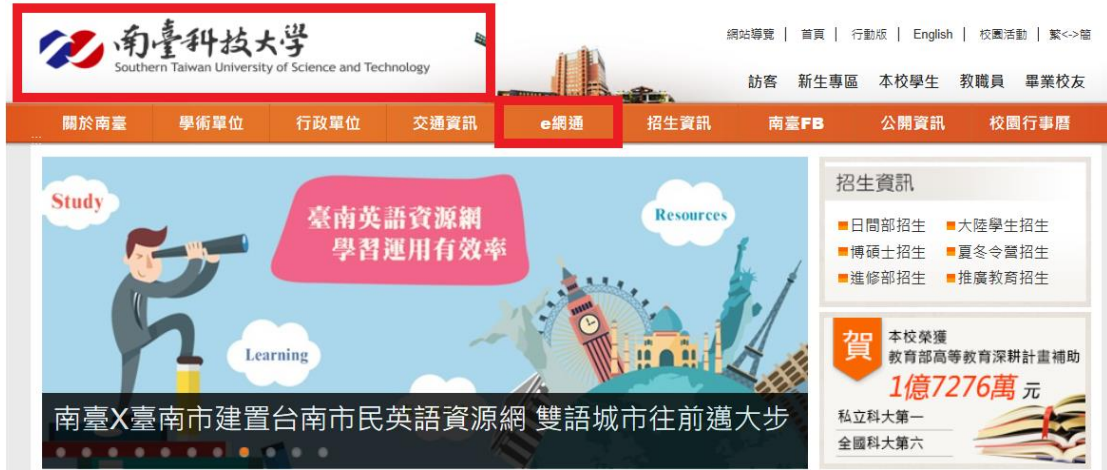 南臺科技大學
Southern Taiwan University of Science and Technology
網站導覽 | 首頁 | 行動版 | English | 校園活動 | 繁<->簡
訪客 新生專區 本校學生 教職員 畢業校友
關於南臺 學術單位 行政單位 交通資訊 e網通 招生資訊 南臺FB 公開資訊 校園行事曆
Study
臺南英語資源網
學習運用有效率
Resources
Learning
南臺X臺南市建置台南市民英語資源網 雙語城市往前邁大步
招生資訊
日間部招生 大陸學生招生
博碩士招生 夏冬令營招生
進修部招生 推廣教育招生
賀
本校榮獲
教育部高等教育深耕計畫補助
1億7276萬 元
私立科大第一
全國科大第六